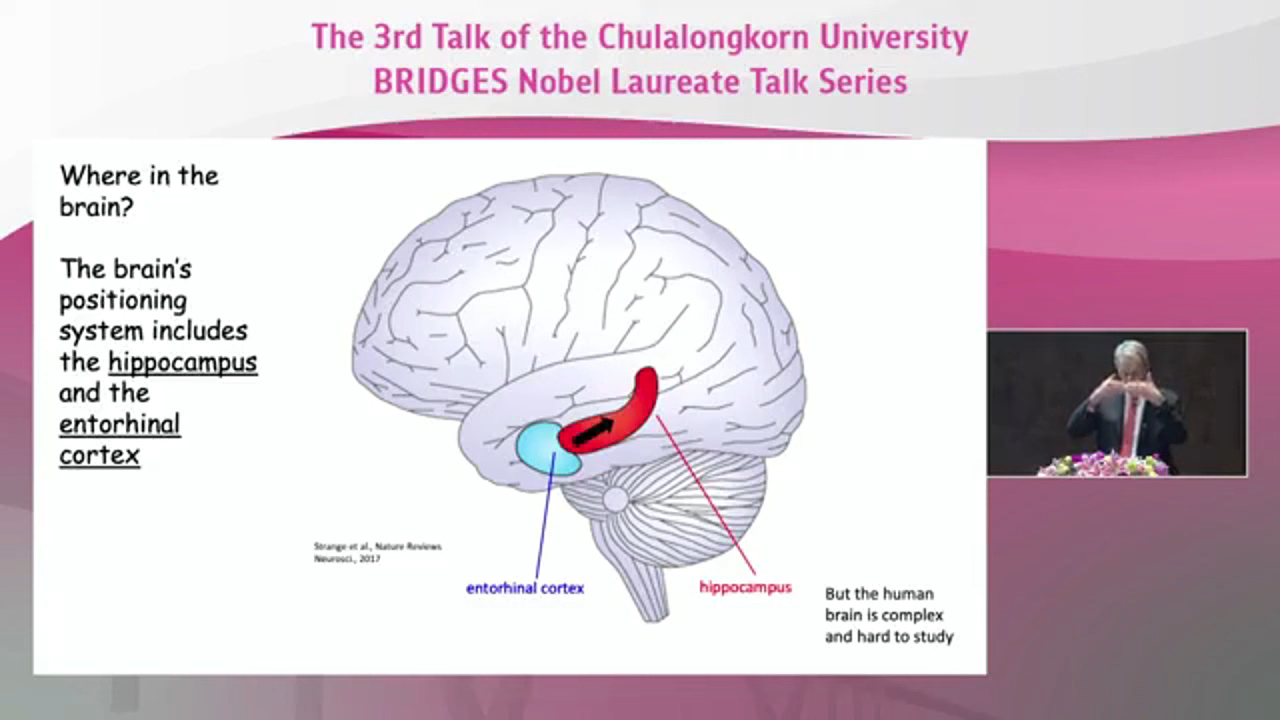 The 3rd Talk of the Chulalongkorn University
BRIDGES Nobel Laureate Talk Series
Where in the
brain?
The brain's
positioning
system includes
the hippocampus
and the
entorhinal
cortex
Strange et al., Nature Reviews
Neurosci., 2017
entorhinal cortex
hippocampus
But the human
brain is complex
and hard to study